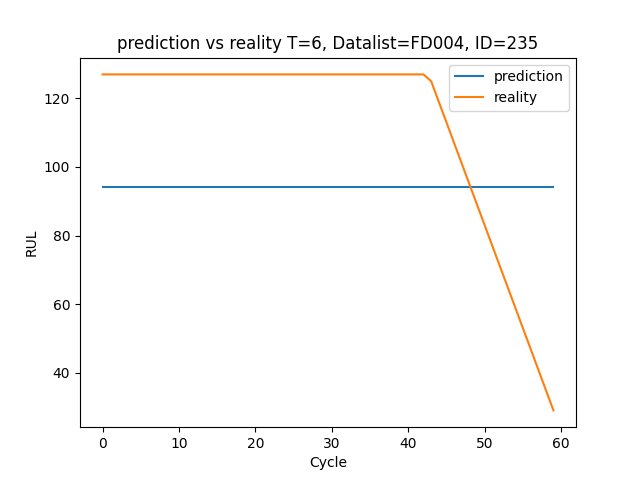 prediction vs reality T=6, Datalist=FD004, ID=235
prediction
reality
120
100
80
60
40
RUL
0 10 20 30 40 50 60
Cycle